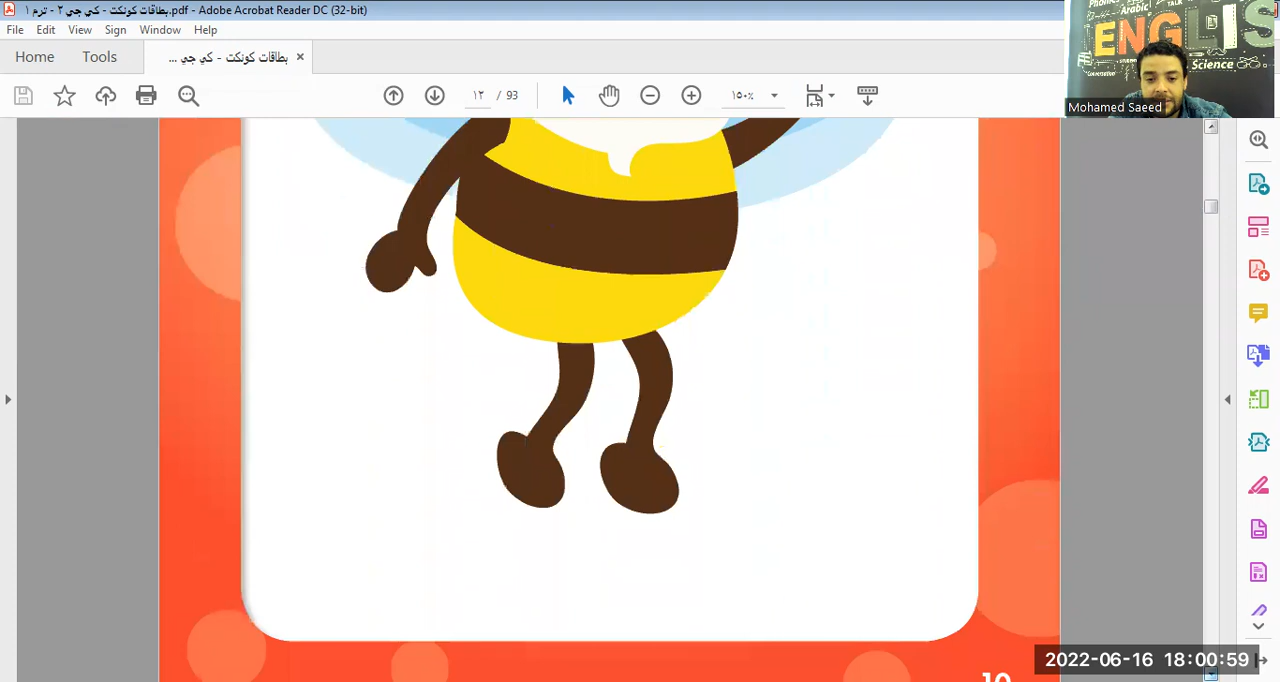 بطاقات كونكت - كي جي ٢ - ترم ١.pdf - Adobe Acrobat Reader DC (32-bit)
File Edit View Sign Window Help
Home Tools بطاقات كونكت - كي جي ... ×
١٢ / 93 ١٥٠٪
Arabic TALK
ENGLIS
Science
Mohamed Saeed
2022-06-16 18:00:59
10